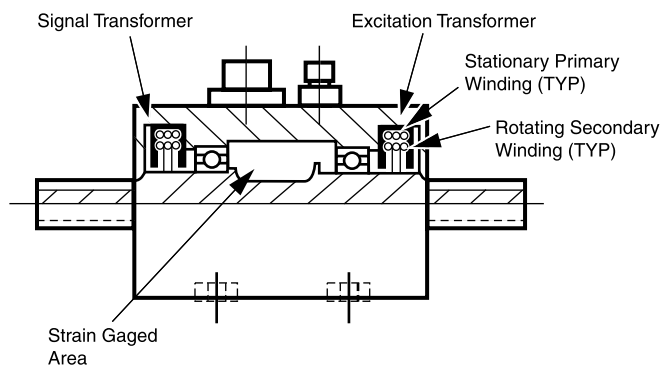 Signal Transformer
Excitation Transformer
Stationary Primary
Winding (TYP)
Rotating Secondary
Winding (TYP)
Strain Gaged
Area